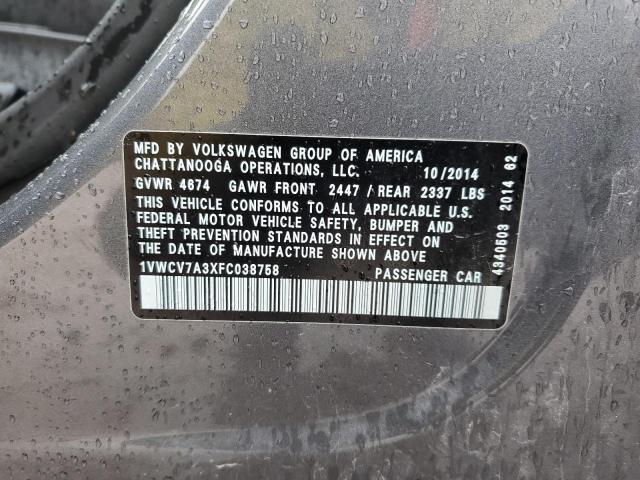 MFD BY VOLKSWAGEN GROUP OF AMERICA
CHATTANOOGA OPERATIONS, LLC. 10/2014
GVWR 4674 GAWR FRONT 2447 / REAR 2337 LBS
THIS VEHICLE CONFORMS TO ALL APPLICABLE U.S.
FEDERAL MOTOR VEHICLE SAFETY, BUMPER AND
THEFT PREVENTION STANDARDS IN EFFECT ON
THE DATE OF MANUFACTURE SHOWN ABOVE
1VWCV7A3XFC038758 PASSENGER CAR
4340503 2014 62